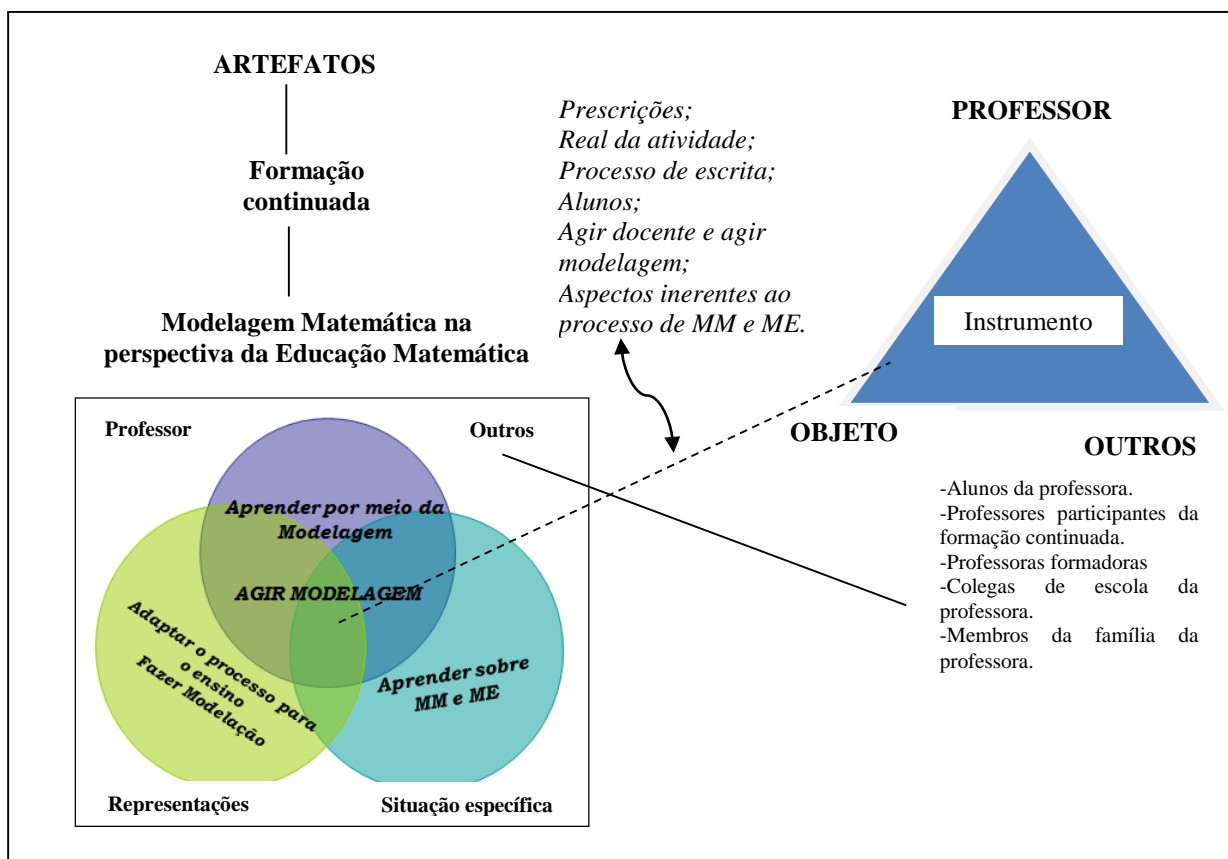 ARTEFATOS
Formação
continuada
Modelagem Matemática na
perspectiva da Educação Matemática
Prescrições;
Real da atividade;
Processo de escrita;
Alunos;
Agir docente e agir
modelagem;
Aspectos inerentes ao
processo de MM e ME.
PROFESSOR
Instrumento
OBJETO
OUTROS
-Alunos da professora.
-Professores participantes da
formação continuada.
-Professoras formadoras
-Colegas de escola da
professora.
-Membros da família da
professora.
Professor
Outros
Aprender por meio da
Modelagem
AGIR MODELAGEM
Adaptar o processo para
o ensino
Fazer Modelação
Aprender sobre
MM e ME
Representações
Situação específica